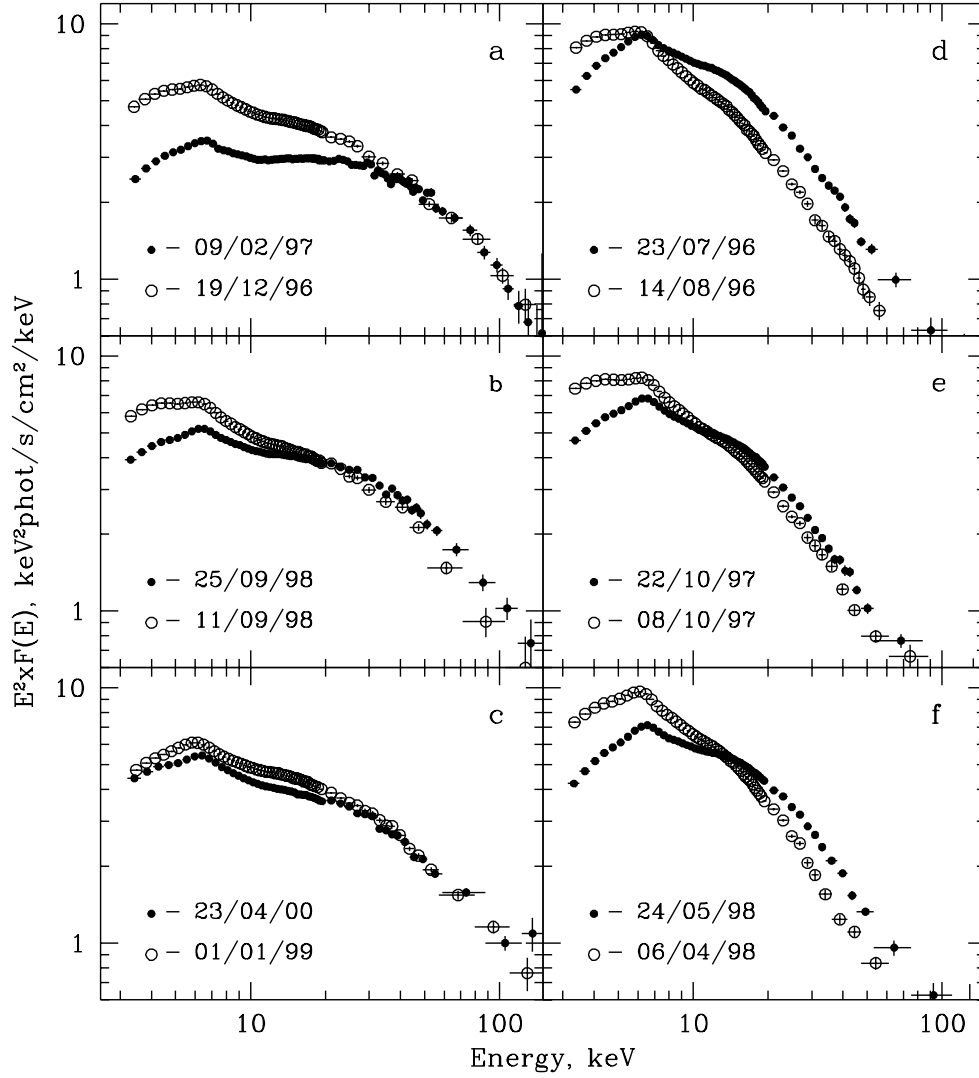 10
a
09/02/97
19/12/96
1
d
23/07/96
14/08/96
10
b
25/09/98
11/09/98
1
e
22/10/97
08/10/97
10
c
23/04/00
01/01/99
1
f
24/05/98
06/04/98
E²xF(E), keV²phot/s/cm²/keV
10
100
10
100
Energy, keV